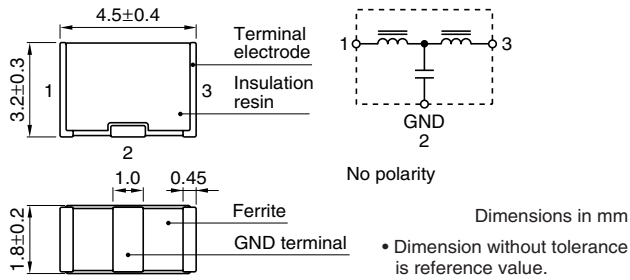 4.5±0.4
Terminal
electrode
3.2±0.3
1
3
Insulation
resin
2
1
3
GND
2
No polarity
1.0
0.45
1.8±0.2
Ferrite
GND terminal
Dimensions in mm
• Dimension without tolerance
is reference value.